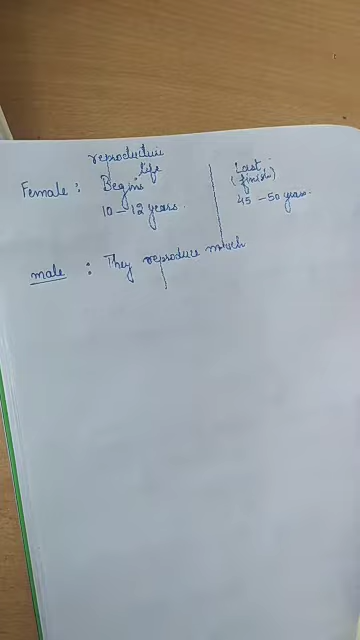 reproductive
life
Female : Begins
10 – 12 years.
Last
(finish)
45 – 50 years.
male : They reproduce much